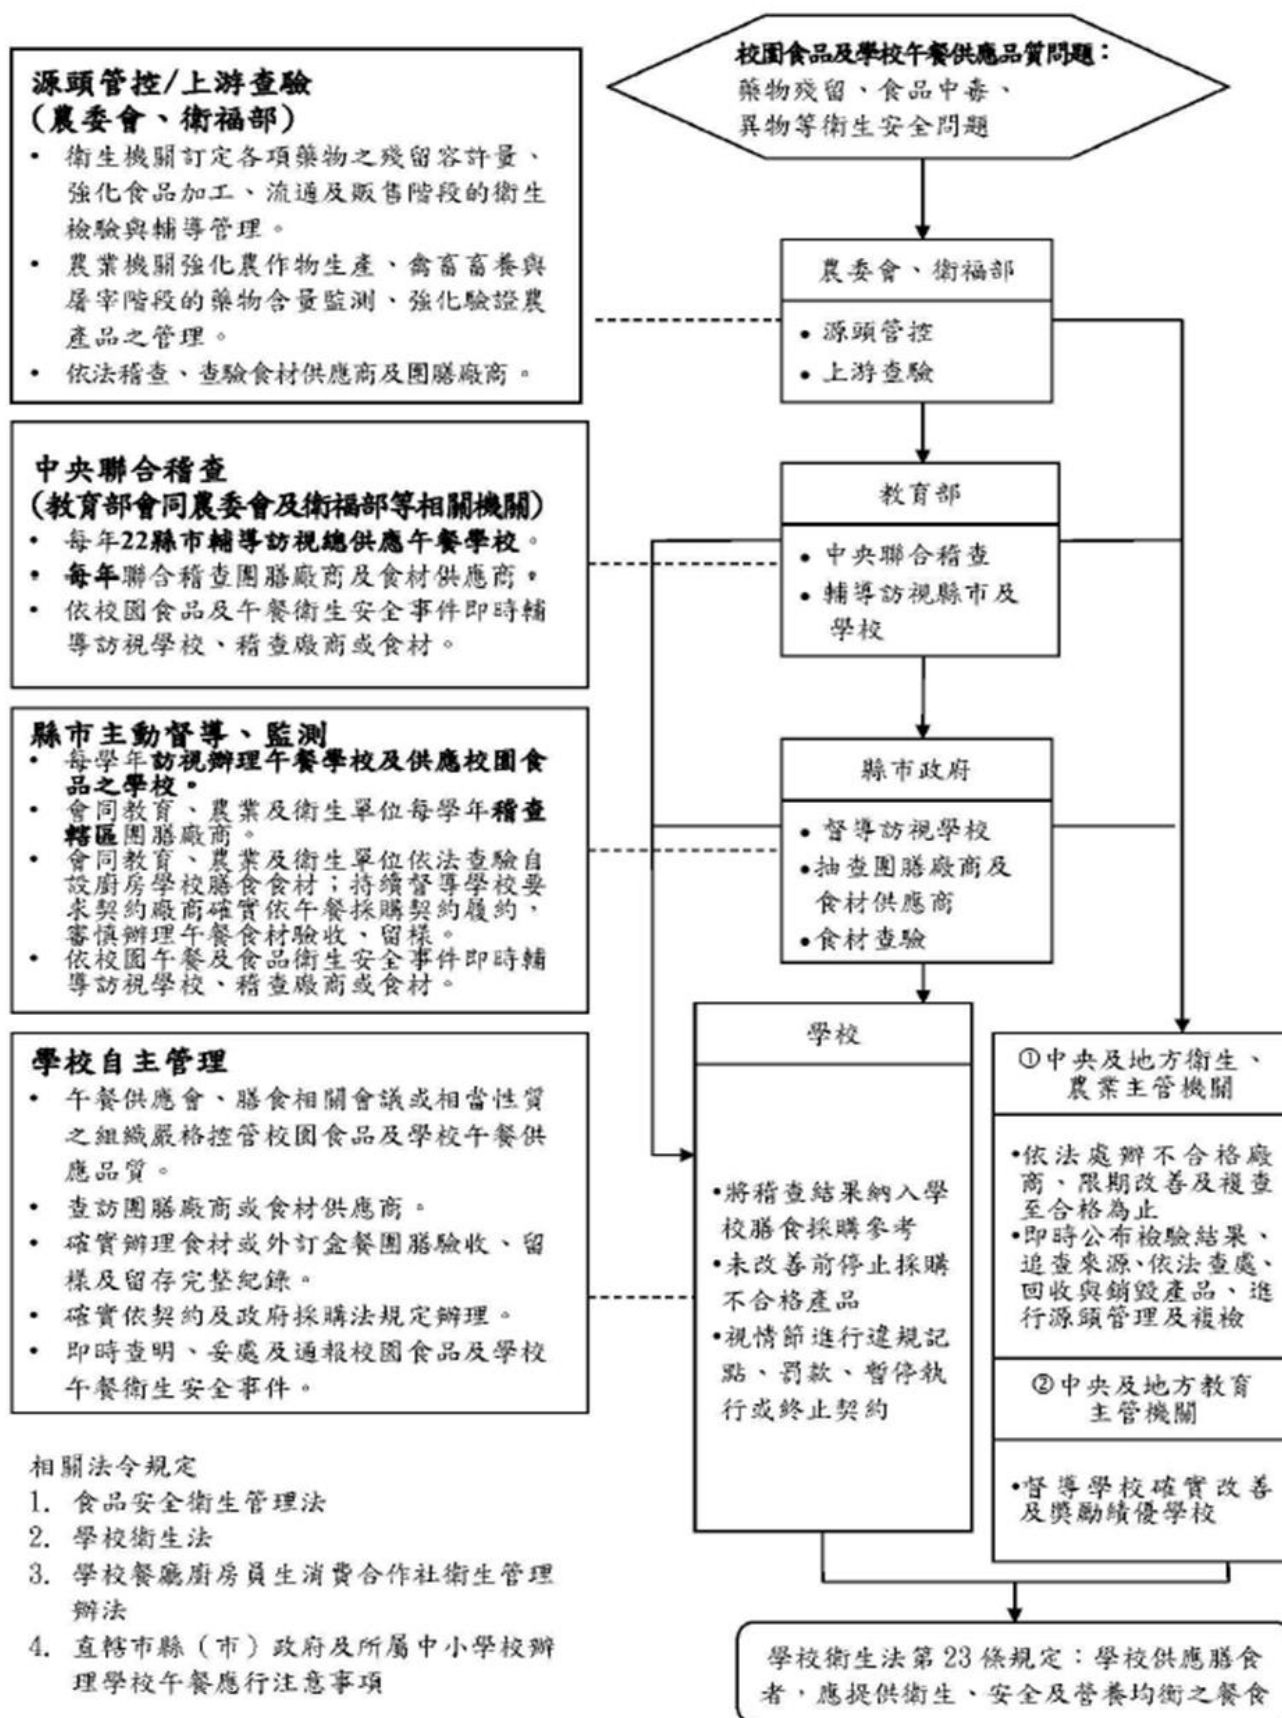 源頭管控/上游查驗
(農委會、衛福部)
• 衛生機關訂定各項藥物之殘留容許量、
強化食品加工、流通及販售階段的衛生
檢驗與輔導管理。
• 農業機關強化農作物生產、禽畜畜養與
屠宰階段的藥物含量監測、強化驗證農
產品之管理。
• 依法稽查、查驗食材供應商及團膳廠商。
中央聯合稽查
(教育部會同農委會及衛福部等相關機關)
• 每年22縣市輔導訪視總供應午餐學校。
• 每年聯合稽查團膳廠商及食材供應商。
• 依校園食品及午餐衛生安全事件即時輔
導訪視學校、稽查廠商或食材。
縣市主動督導、監測
• 每學年訪視辦理午餐學校及供應校園食
品之學校。
• 會同教育、農業及衛生單位每學年稽查
轄區團膳廠商。
• 會同教育、農業及衛生單位依法查驗自
設廚房學校膳食食材；持續督導學校要
求契約廠商確實依午餐採購契約履約，
審慎辦理午餐食材驗收、留樣。
• 依校園午餐及食品衛生安全事件即時輔
導訪視學校、稽查廠商或食材。
學校自主管理
• 午餐供應會、膳食相關會議或相當性質
之組織嚴格控管校園食品及學校午餐供
應品質。
• 查訪團膳廠商或食材供應商。
• 確實辦理食材或外訂盒餐團膳驗收、留
樣及留存完整紀錄。
• 確實依契約及政府採購法規定辦理。
• 即時查明、妥處及通報校園食品及學校
午餐衛生安全事件。
相關法令規定
1. 食品安全衛生管理法
2. 學校衛生法
3. 學校餐廳廚房員生消費合作社衛生管理
辦法
4. 直轄市縣（市）政府及所屬中小學校辦
理學校午餐應行注意事項
校園食品及學校午餐供應品質問題：
藥物殘留、食品中毒、
異物等衛生安全問題
農委會、衛福部
• 源頭管控
• 上游查驗
教育部
• 中央聯合稽查
• 輔導訪視縣市及
學校
縣市政府
• 督導訪視學校
•抽查團膳廠商及
食材供應商
•食材查驗
學校
•將稽查結果納入學
校膳食採購參考
•未改善前停止採購
不合格產品
•視情節進行違規記
點、罰款、暫停執
行或終止契約
①中央及地方衛生、
農業主管機關
•依法處辦不合格廠
商、限期改善及複查
至合格為止
•即時公布檢驗結果、
追查來源、依法查處、
回收與銷毀產品、進
行源頭管理及複檢
②中央及地方教育
主管機關
•督導學校確實改善
及獎勵績優學校
學校衛生法第 23 條規定：學校供應膳食
者，應提供衛生、安全及營養均衡之餐食